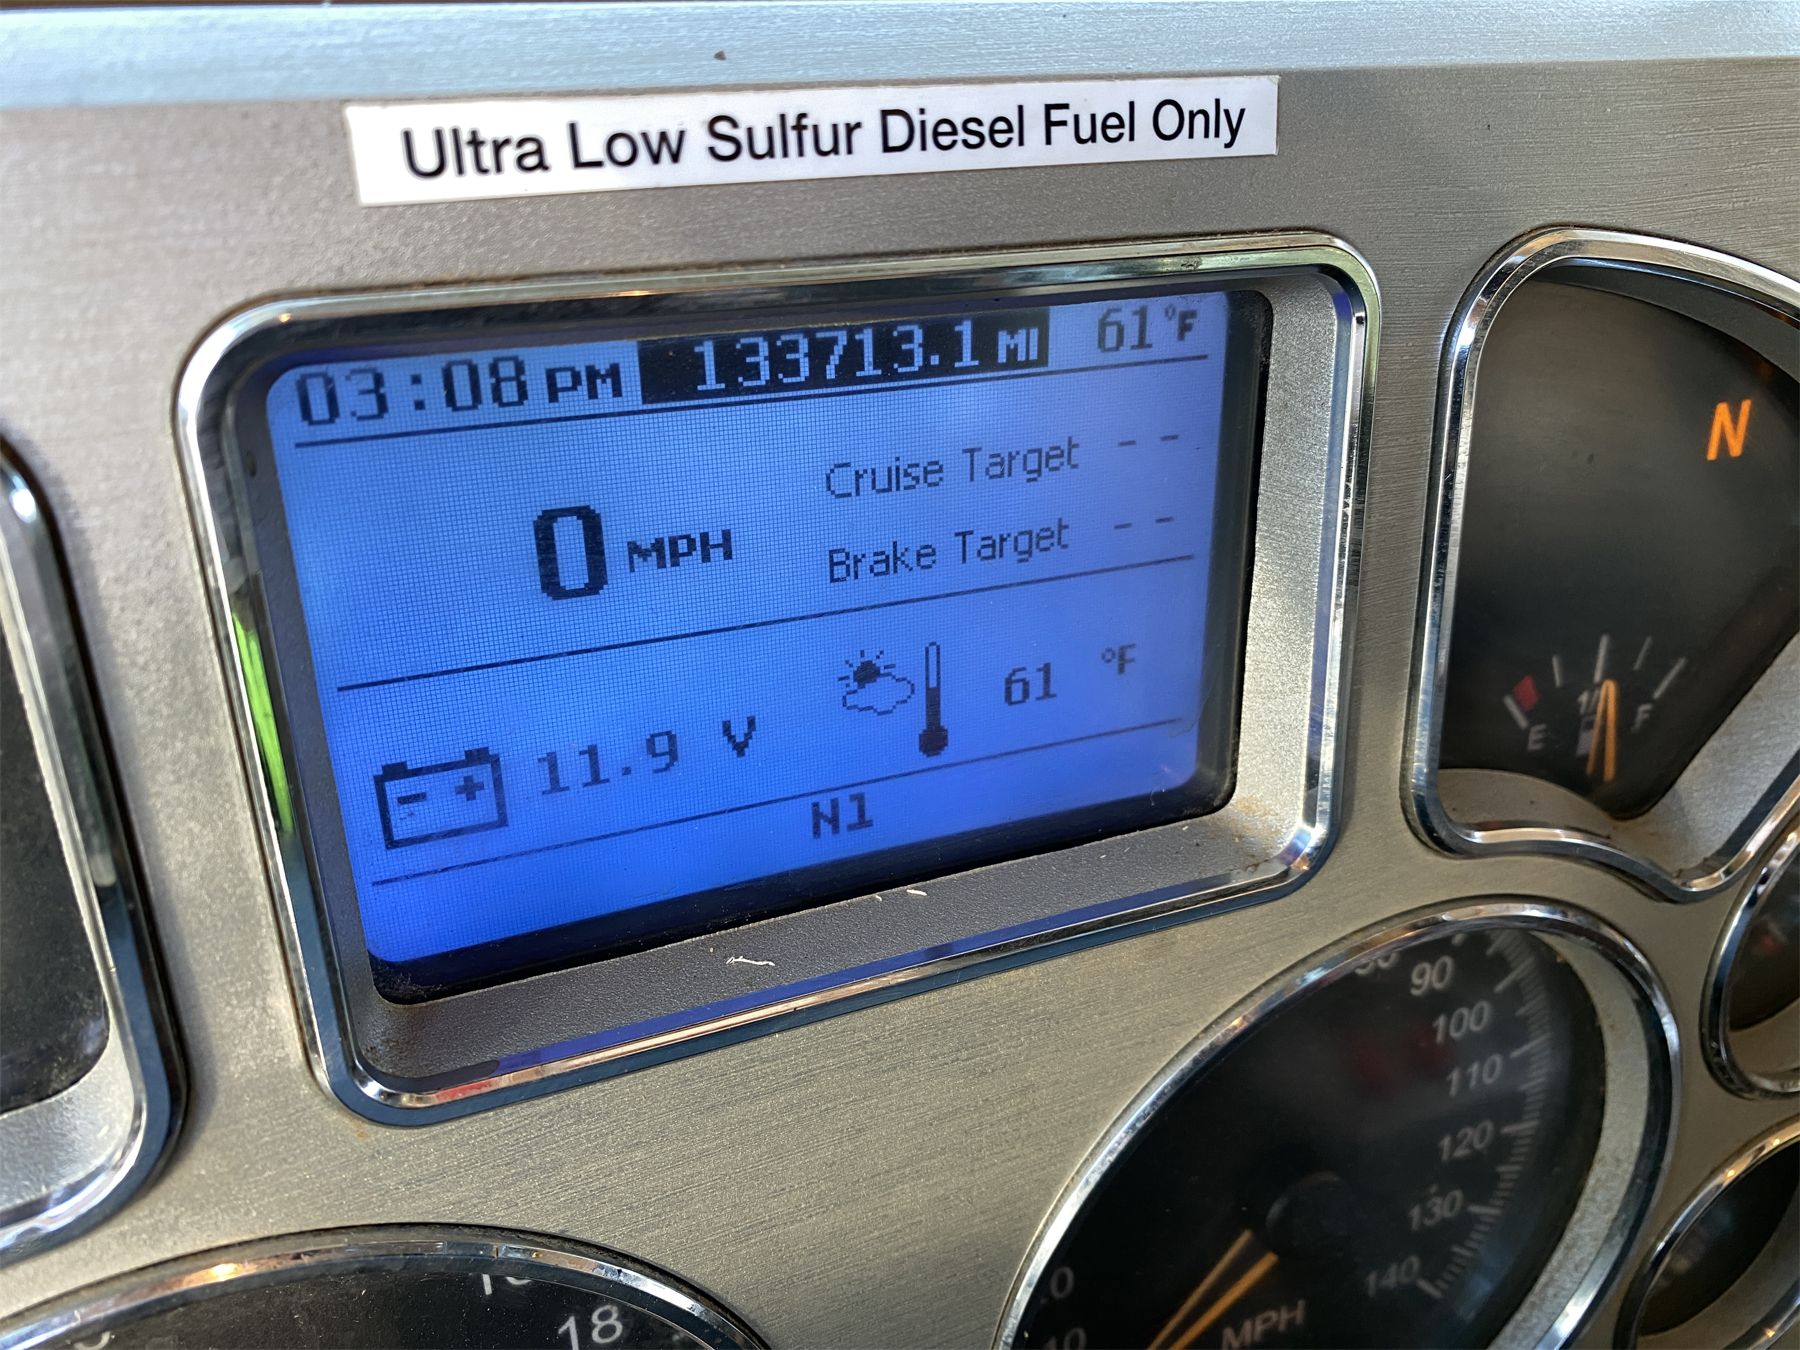 Ultra Low Sulfur Diesel Fuel Only
03:08 PM 133713.1 MI 61 °F
Cruise Target --
0 MPH
Brake Target --
11.9 V 61 °F
N1
N
E F
90
100
110
120
130
140
MPH
18